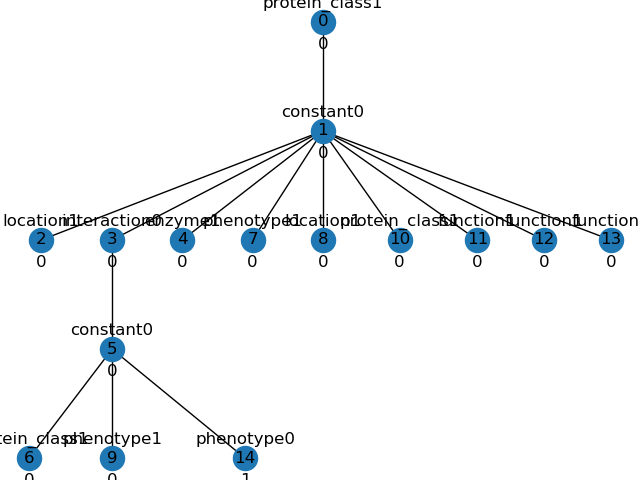 protein_class1
0
0
constant0
1
0
location1 interaction0 enzyme1 phenotype1 location1 protein_class1 function1 function1 function
2 3 4 7 8 10 11 12 13
0 0 0 0 0 0 0 0 0
constant0
5
0
tein_class1 phenotype1 phenotype0
6 9 14
0 0 1